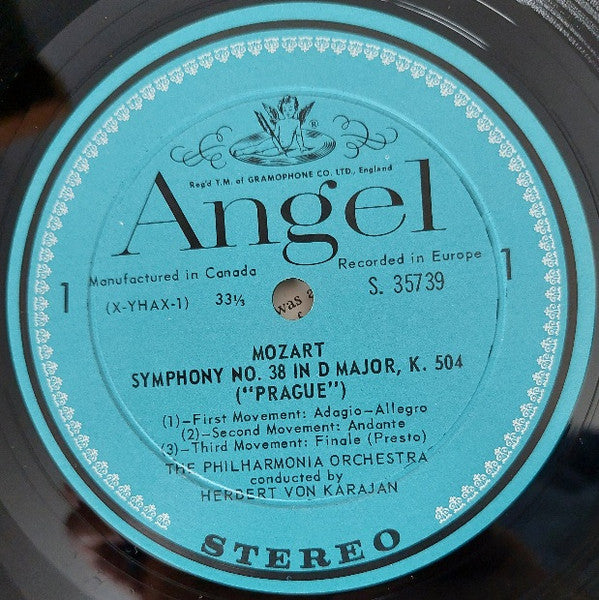 ®
Reg'd T.M. of GRAMOPHONE CO. LTD., England
Angel
Manufactured in Canada
Recorded in Europe
1
1
(X-YHAX-1) 33⅓
S. 35739
was a
MOZART
SYMPHONY NO. 38 IN D MAJOR, K. 504
("PRAGUE")
(1)–First Movement: Adagio–Allegro
(2)–Second Movement: Andante
(3)–Third Movement: Finale (Presto)
THE PHILHARMONIA ORCHESTRA
conducted by
HERBERT VON KARAJAN
STEREO